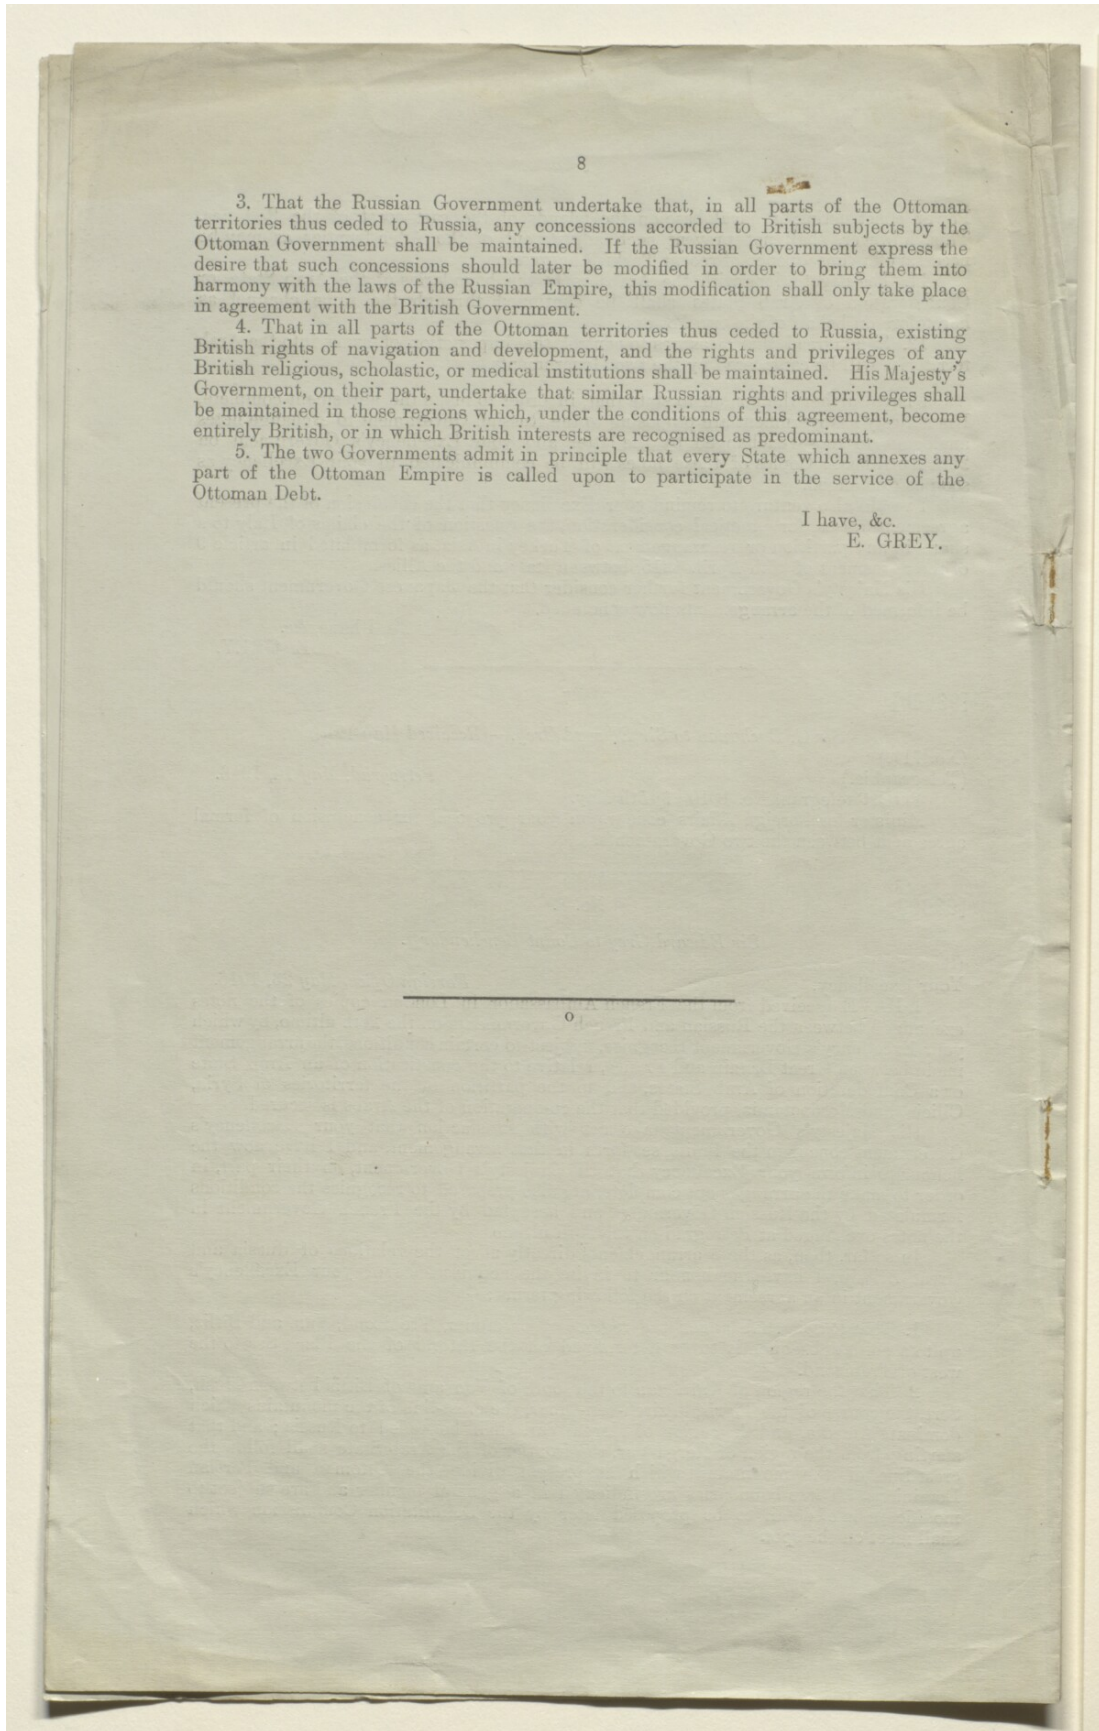 8
3. That the Russian Government undertake that, in all parts of the Ottoman
territories thus ceded to Russia, any concessions accorded to British subjects by the
Ottoman Government shall be maintained. If the Russian Government express the
desire that such concessions should later be modified in order to bring them into
harmony with the laws of the Russian Empire, this modification shall only take place
in agreement with the British Government.
4. That in all parts of the Ottoman territories thus ceded to Russia, existing
British rights of navigation and development, and the rights and privileges of any
British religious, scholastic, or medical institutions shall be maintained. His Majesty's
Government, on their part, undertake that similar Russian rights and privileges shall
be maintained in those regions which, under the conditions of this agreement, become
entirely British, or in which British interests are recognised as predominant.
5. The two Governments admit in principle that every State which annexes any
part of the Ottoman Empire is called upon to participate in the service of the
Ottoman Debt.
I have, &c.
E. GREY.
o